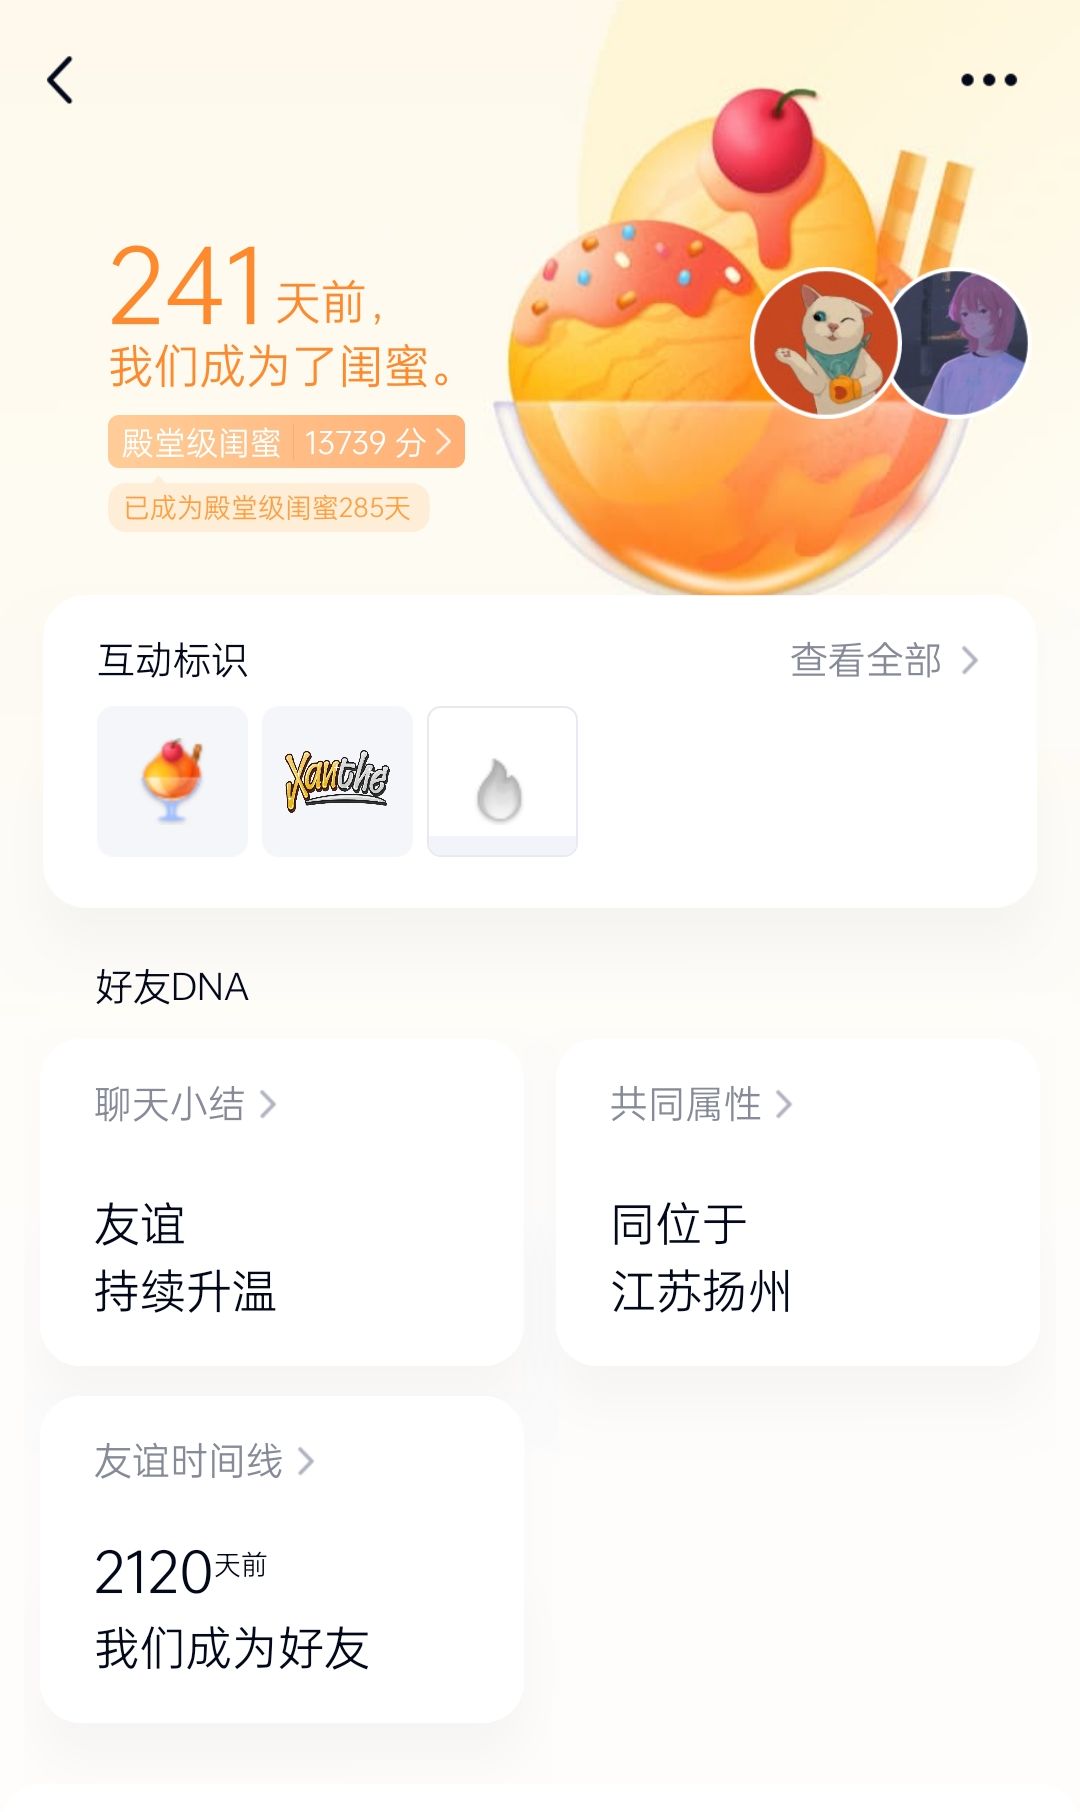 241天前，
我们成为了闺蜜。
殿堂级闺蜜 13739 分
已成为殿堂级闺蜜285天
互动标识
查看全部
Xanthe
好友DNA
聊天小结
友谊
持续升温
共同属性
同位于
江苏扬州
友谊时间线
2120天前
我们成为好友